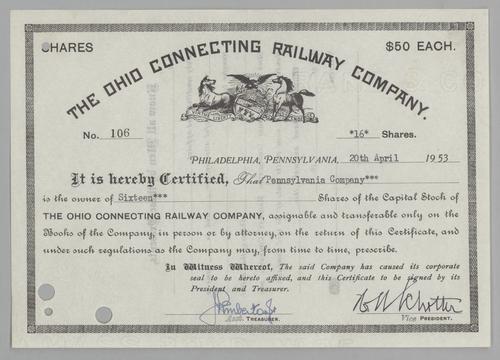 SHARES
$50 EACH.
THE OHIO CONNECTING RAILWAY COMPANY.
No. 106
*16* Shares.
PHILADELPHIA, PENNSYLVANIA, 20th April 1953
It is hereby Certified, That Pennsylvania Company***
is the owner of Sixteen*** Shares of the Capital Stock of
THE OHIO CONNECTING RAILWAY COMPANY, assignable and transferable only on the
Books of the Company, in person or by attorney, on the return of this Certificate, and
under such regulations as the Company may, from time to time, prescribe.
In Witness Whereof, The said Company has caused its corporate
seal to be hereto affixed, and this Certificate to be signed by its
President and Treasurer.
Asst. TREASURER.
Vice PRESIDENT.